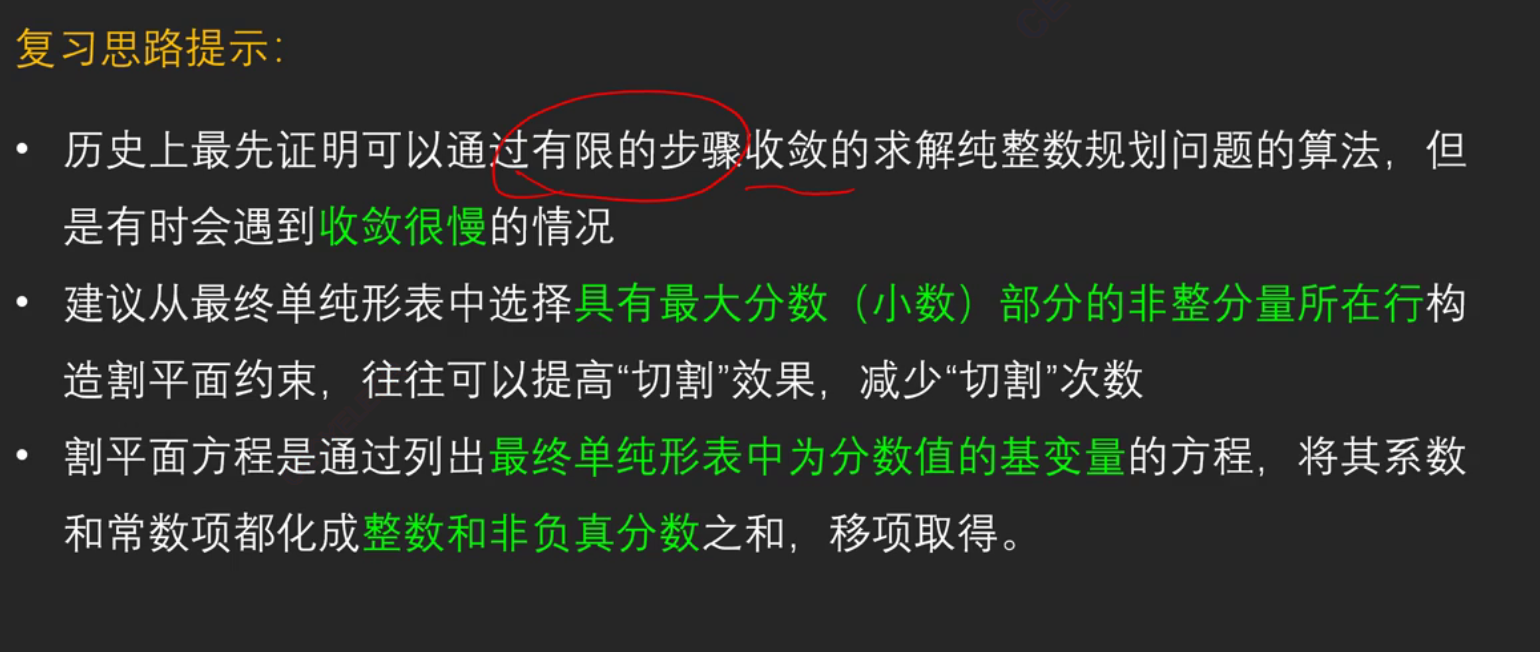 复习思路提示：
• 历史上最先证明可以通过有限的步骤收敛的求解纯整数规划问题的算法，但
是有时会遇到收敛很慢的情况
• 建议从最终单纯形表中选择具有最大分数（小数）部分的非整分量所在行构
造割平面约束，往往可以提高“切割”效果，减少“切割”次数
• 割平面方程是通过列出最终单纯形表中为分数值的基变量的方程，将其系数
和常数项都化成整数和非负真分数之和，移项取得。